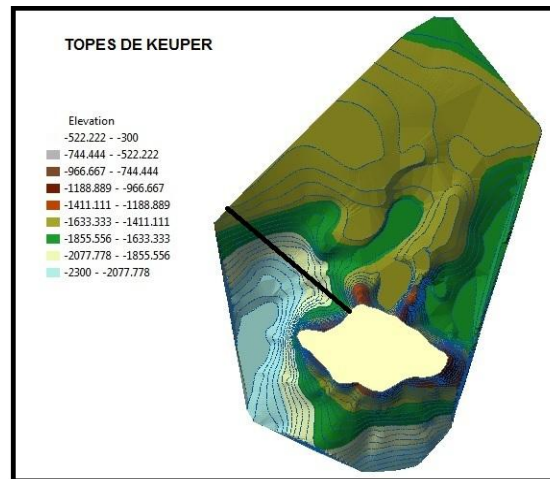 TOPES DE KEUPER
Elevation
-522.222 - -300
-744.444 - -522.222
-966.667 - -744.444
-1188.889 - -966.667
-1411.111 - -1188.889
-1633.333 - -1411.111
-1855.556 - -1633.333
-2077.778 - -1855.556
-2300 - -2077.778